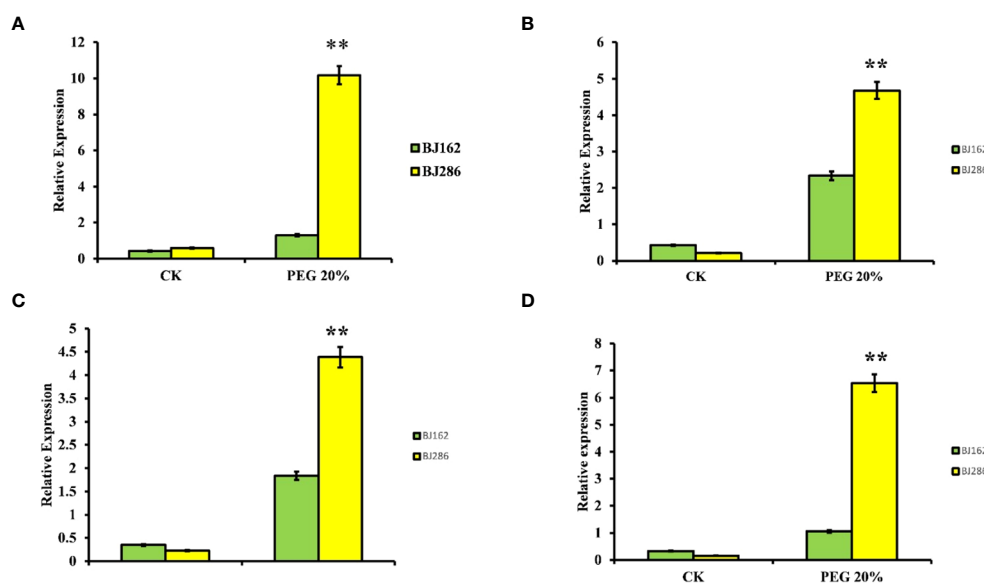 A
12
10
8
6
4
2
0
Relative Expression
**
CK
PEG 20%
BJ162
BJ286
B
6
5
4
3
2
1
0
Relative Expression
**
CK
PEG 20%
BJ162
BJ286
C
5
4.5
4
3.5
3
2.5
2
1.5
1
0.5
0
Relative Expression
**
BJ162
BJ286
D
8
7
6
5
4
3
2
1
0
Relative expression
**
CK
PEG 20%
BJ162
BJ286